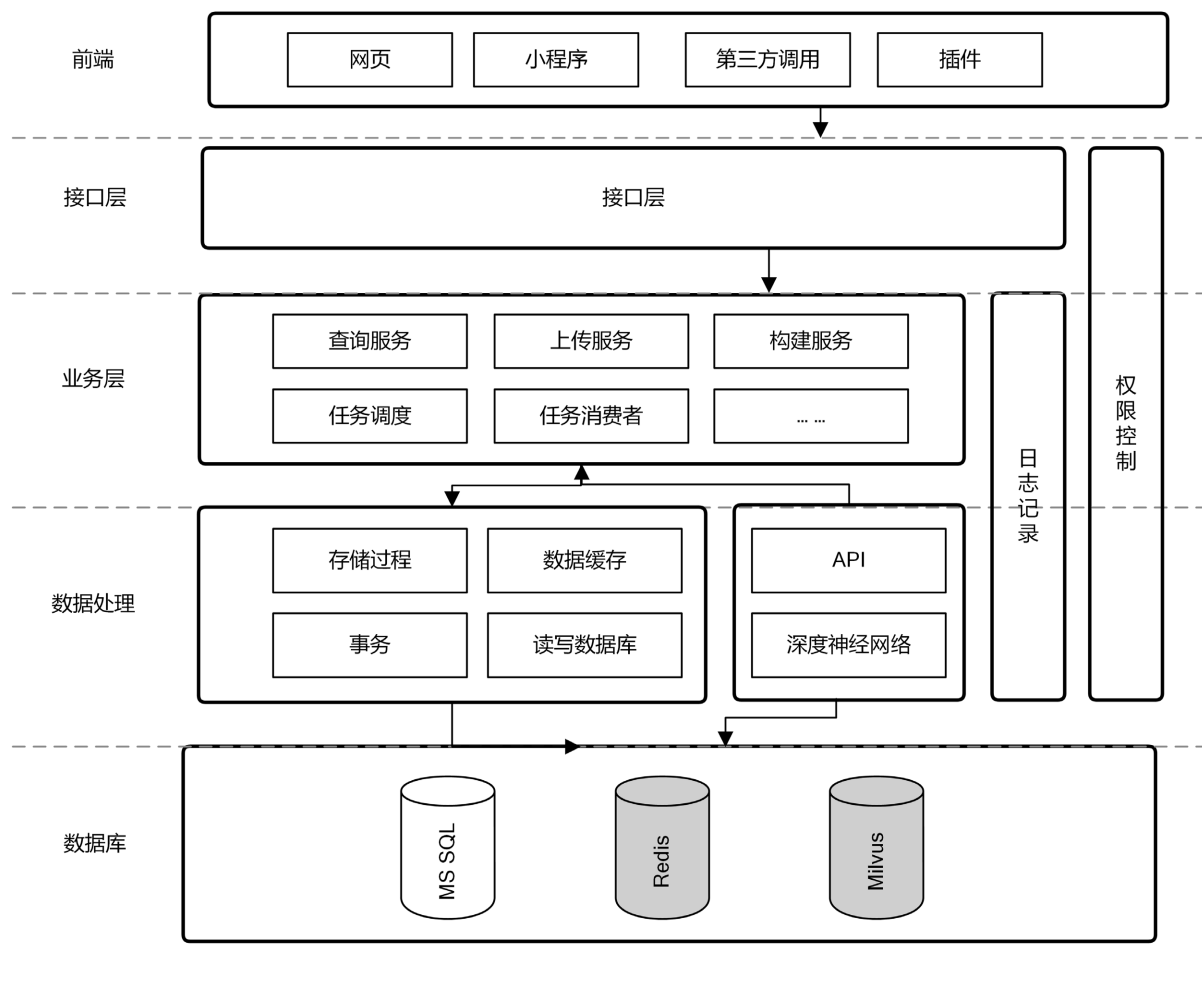 前端
网页
小程序
第三方调用
插件
接口层
接口层
业务层
查询服务
上传服务
构建服务
任务调度
任务消费者
... ...
权限控制
日志记录
数据处理
存储过程
数据缓存
API
事务
读写数据库
深度神经网络
数据库
MS SQL
Redis
Milvus